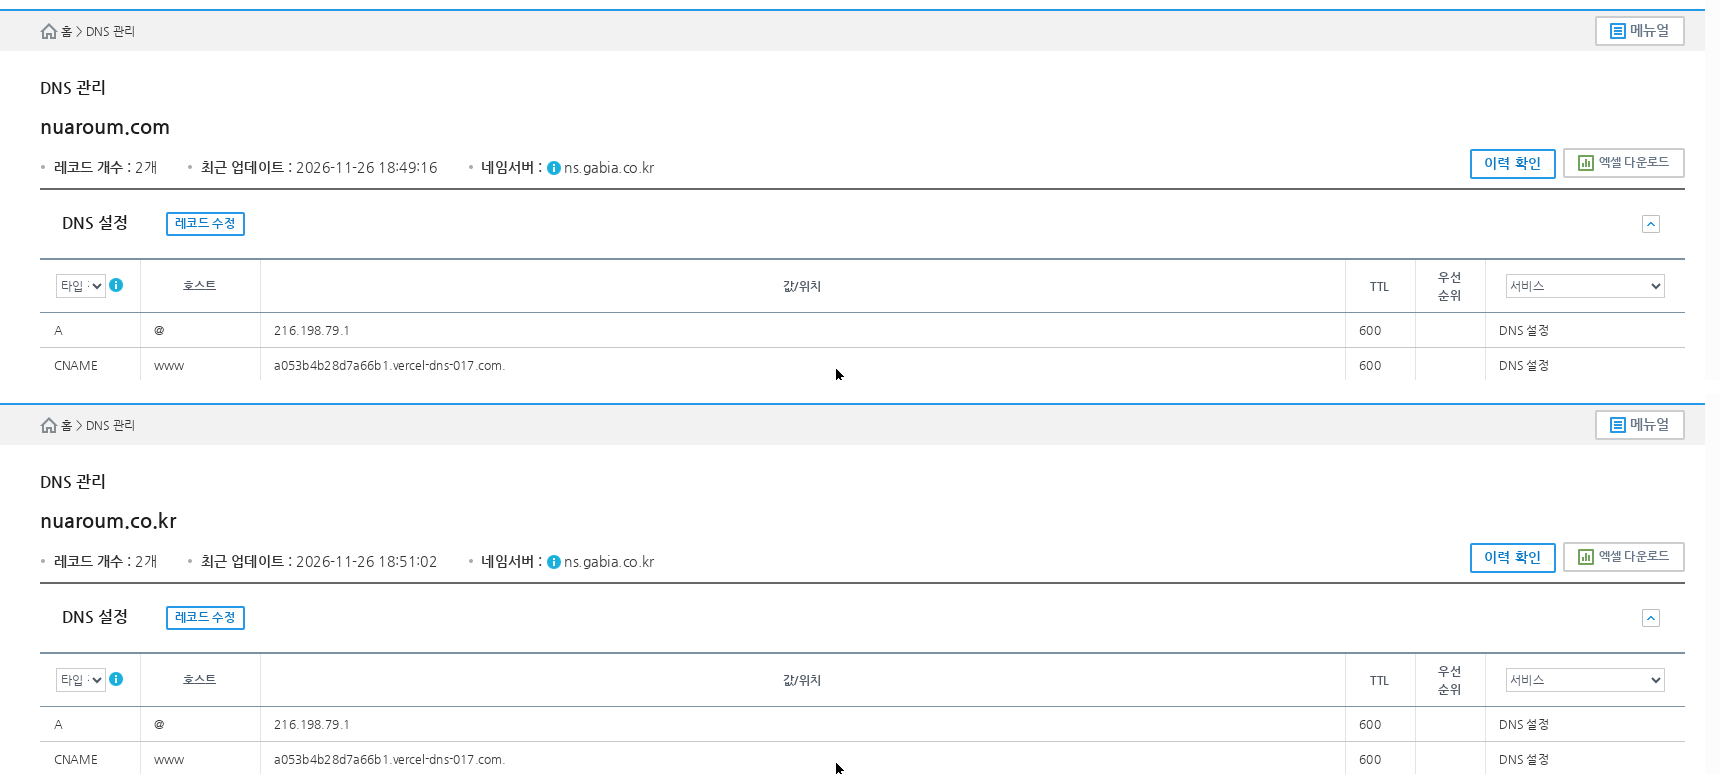 홈 > DNS 관리
메뉴얼
DNS 관리
nuaroum.com
레코드 개수 : 2개 최근 업데이트 : 2026-11-26 18:49:16 네임서버 : ns.gabia.co.kr
이력 확인 엑셀 다운로드
DNS 설정 레코드 수정
타입 호스트 값/위치 TTL 우선 순위 서비스
A @ 216.198.79.1 600 DNS 설정
CNAME www a053b4b28d7a66b1.vercel-dns-017.com. 600 DNS 설정
홈 > DNS 관리
메뉴얼
DNS 관리
nuaroum.co.kr
레코드 개수 : 2개 최근 업데이트 : 2026-11-26 18:51:02 네임서버 : ns.gabia.co.kr
이력 확인 엑셀 다운로드
DNS 설정 레코드 수정
타입 호스트 값/위치 TTL 우선 순위 서비스
A @ 216.198.79.1 600 DNS 설정
CNAME www a053b4b28d7a66b1.vercel-dns-017.com. 600 DNS 설정